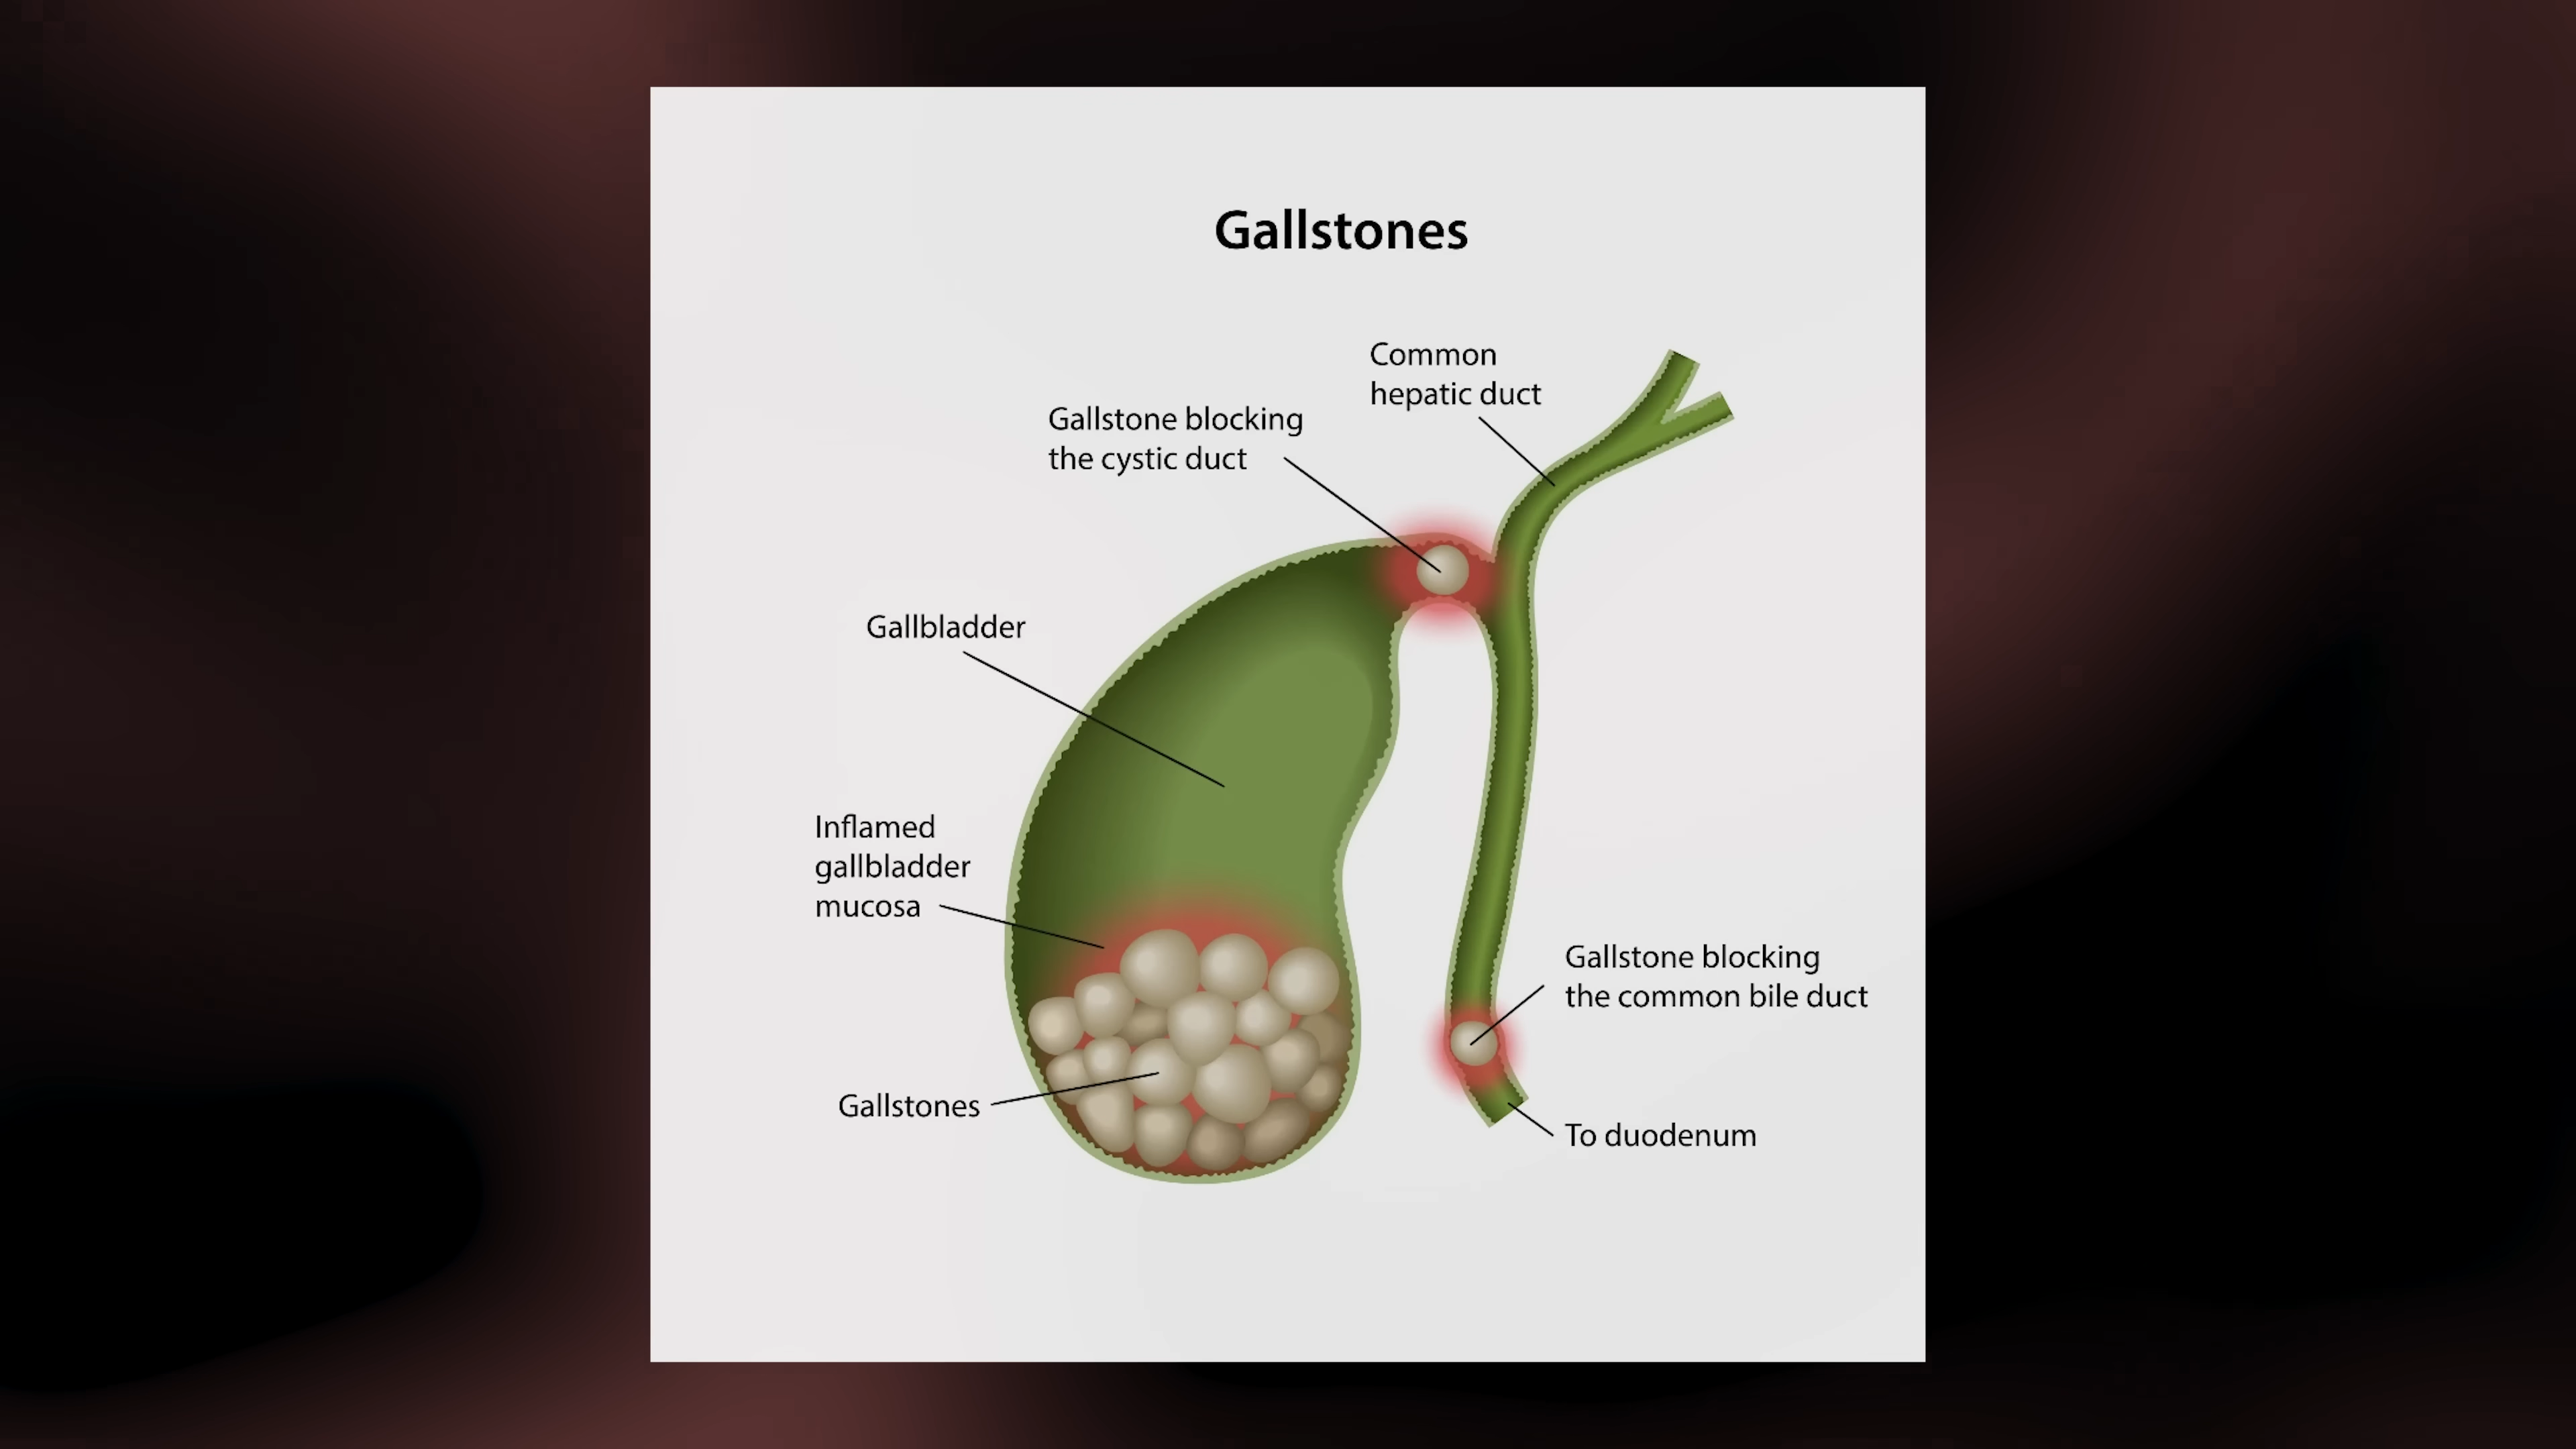 Gallstones
Common
hepatic duct
Gallstone blocking
the cystic duct
Gallbladder
Inflamed
gallbladder
mucosa
Gallstone blocking
the common bile duct
Gallstones
To duodenum